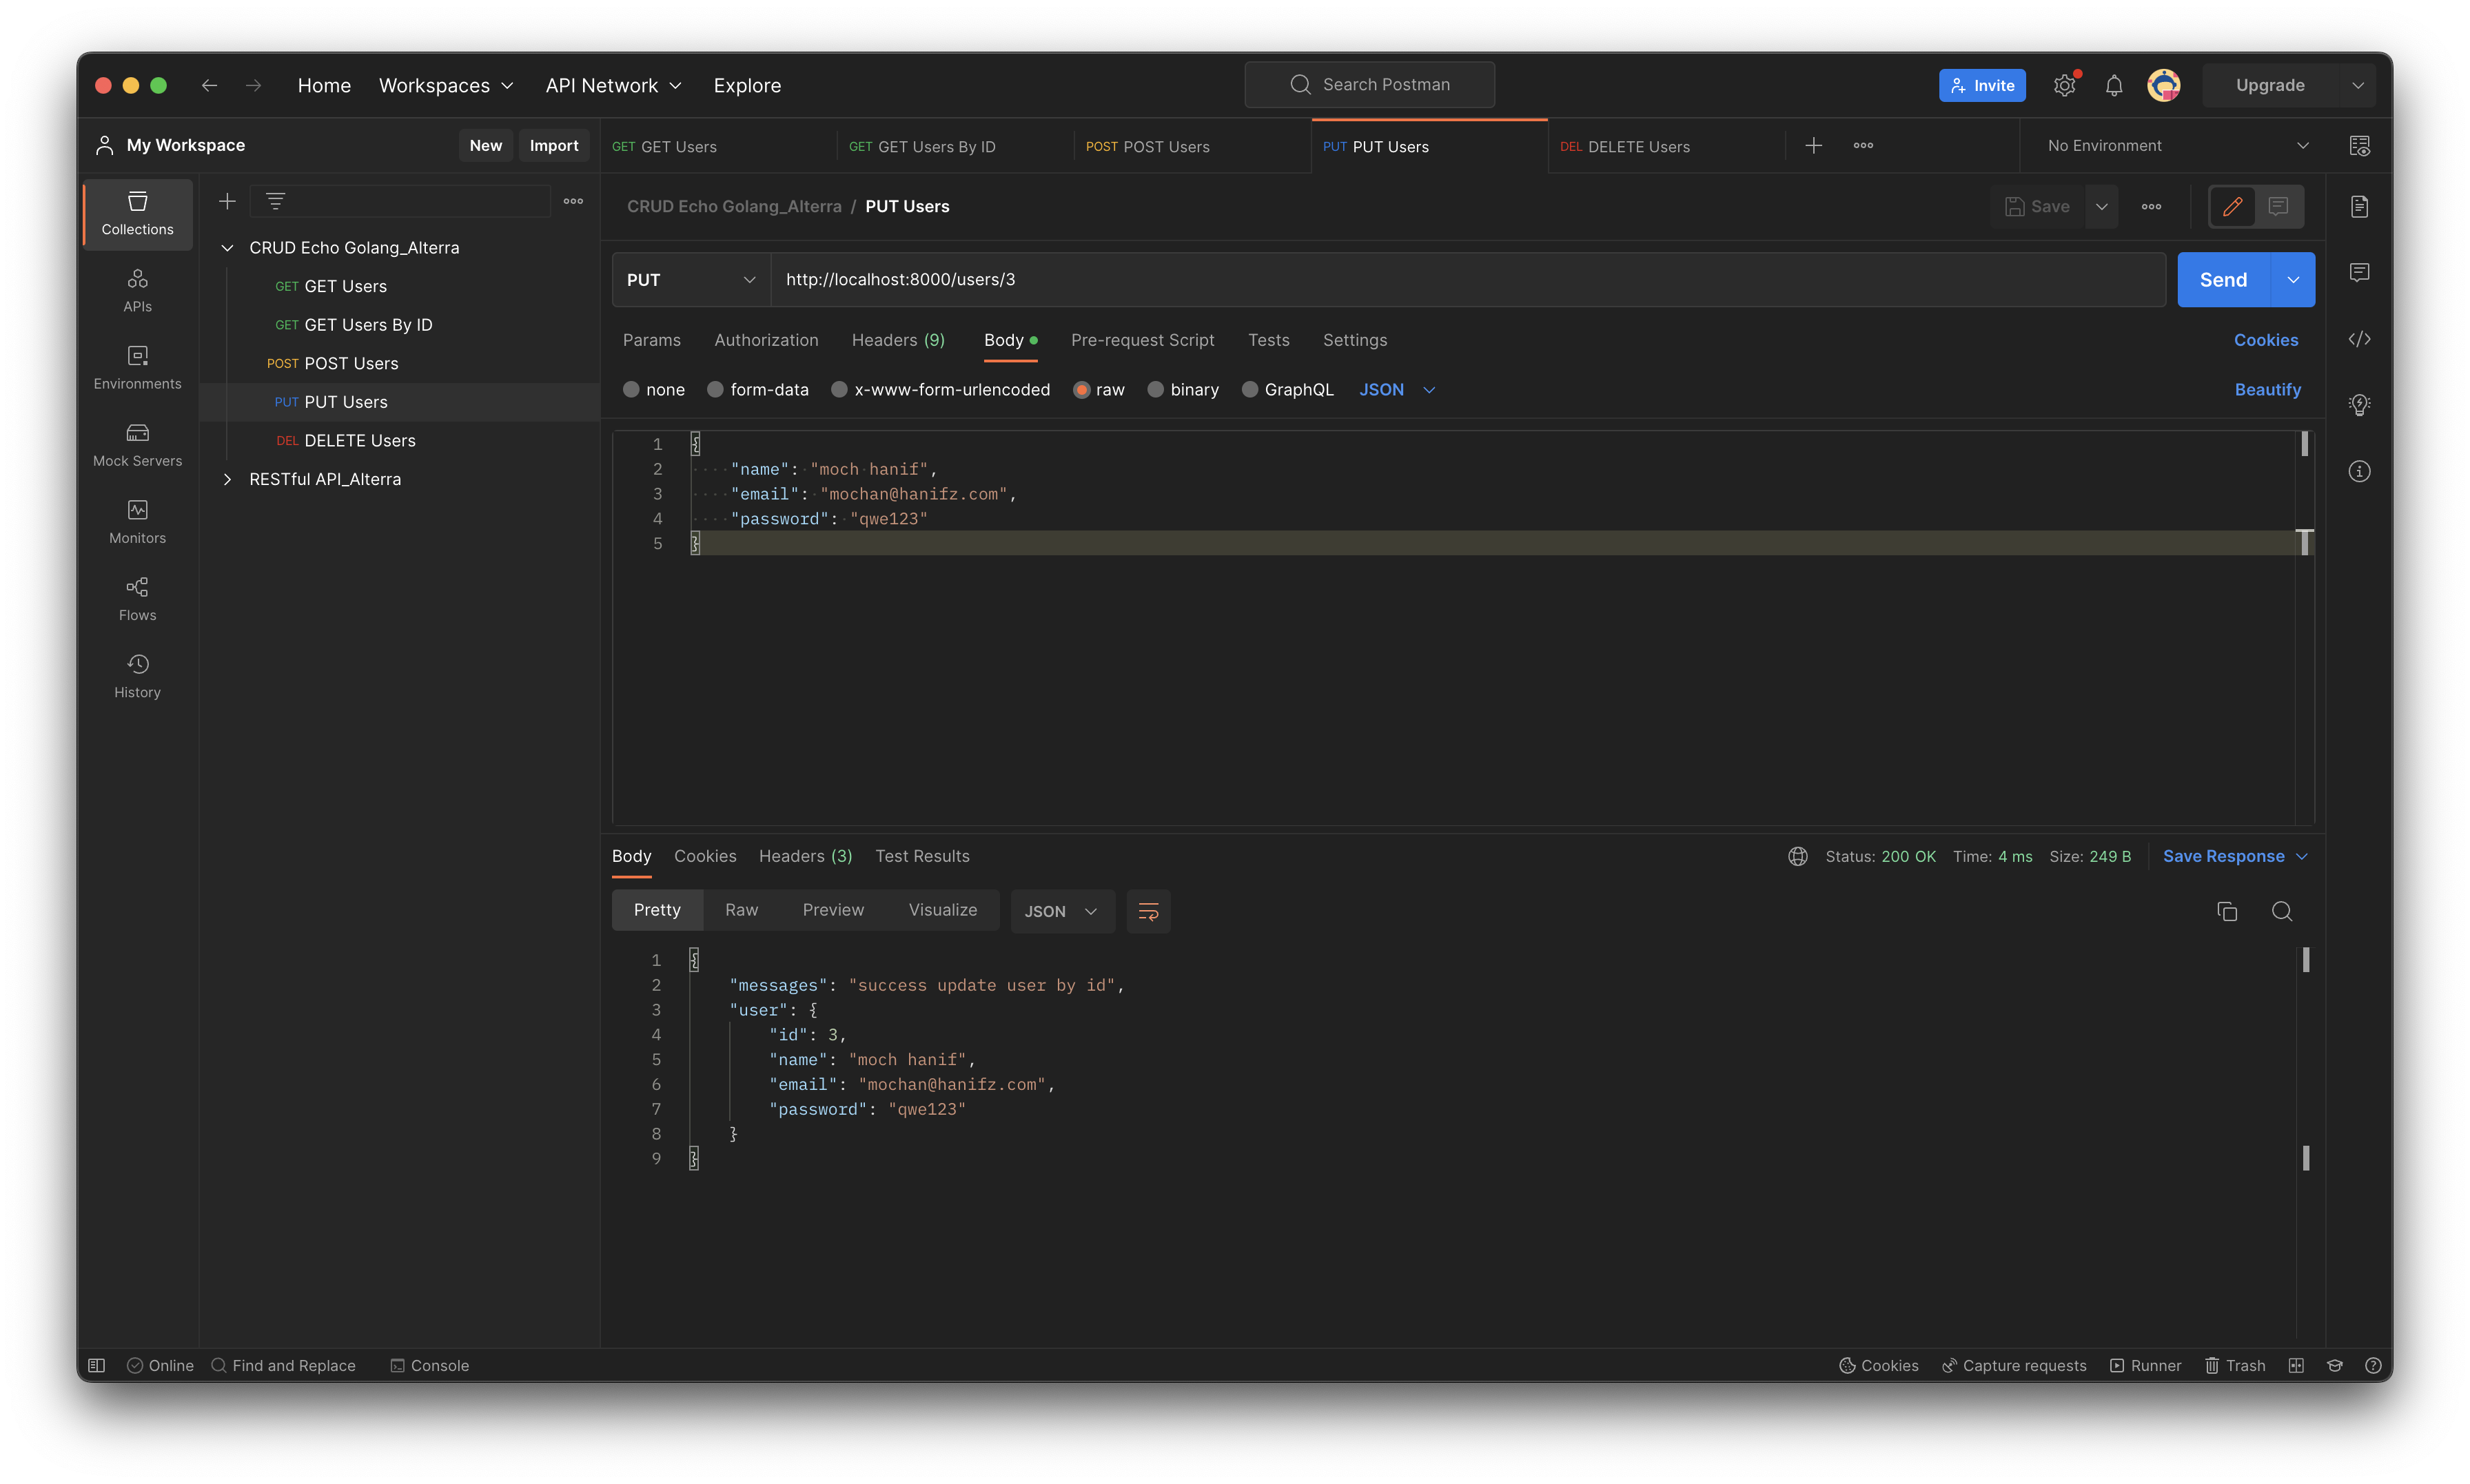 Home Workspaces API Network Explore Search Postman Invite Upgrade
My Workspace New Import
GET GET Users GET GET Users By ID POST POST Users PUT PUT Users DEL DELETE Users No Environment
Collections
APIs
Environments
Mock Servers
Monitors
Flows
History
CRUD Echo Golang_Alterra
GET GET Users
GET GET Users By ID
POST POST Users
PUT PUT Users
DEL DELETE Users
RESTful API_Alterra
CRUD Echo Golang_Alterra / PUT Users Save
PUT http://localhost:8000/users/3 Send
Params Authorization Headers (9) Body Pre-request Script Tests Settings Cookies
none form-data x-www-form-urlencoded raw binary GraphQL JSON Beautify
1 {
2 "name": "moch hanif",
3 "email": "mochan@hanifz.com",
4 "password": "qwe123"
5 }
Body Cookies Headers (3) Test Results Status: 200 OK Time: 4 ms Size: 249 B Save Response
Pretty Raw Preview Visualize JSON
1 {
2 "messages": "success update user by id",
3 "user": {
4 "id": 3,
5 "name": "moch hanif",
6 "email": "mochan@hanifz.com",
7 "password": "qwe123"
8 }
9 }
Online Find and Replace Console Cookies Capture requests Runner Trash